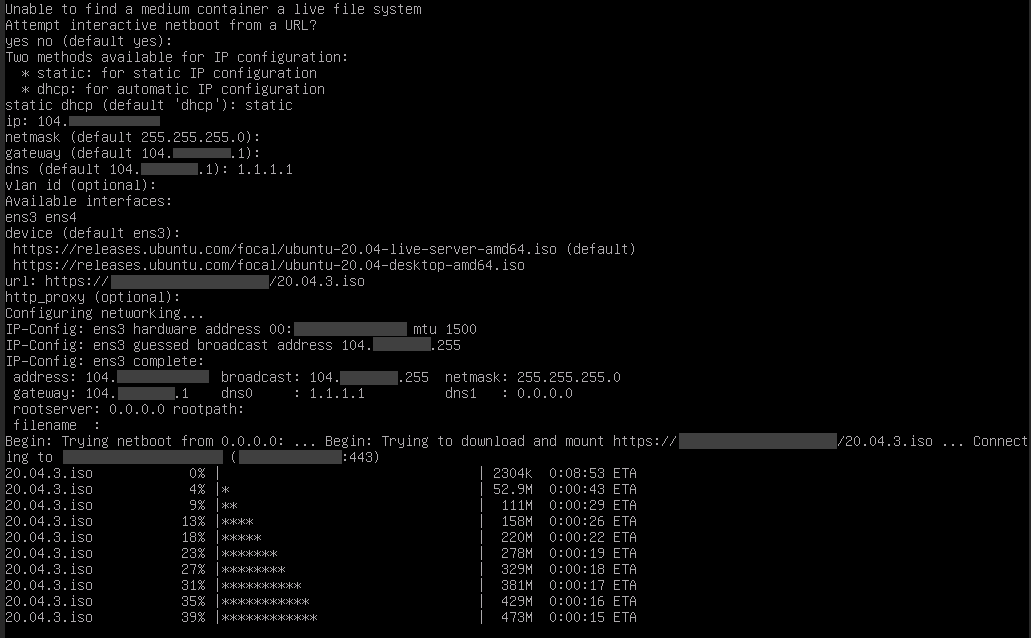 Unable to find a medium container a live file system
Attempt interactive netboot from a URL?
yes no (default yes):
Two methods available for IP configuration:
  * static: for static IP configuration
  * dhcp: for automatic IP configuration
static dhcp (default 'dhcp'): static
ip: 104.
netmask (default 255.255.255.0):
gateway (default 104. .1):
dns (default 104. .1): 1.1.1.1
vlan id (optional):
Available interfaces:
ens3 ens4
device (default ens3):
 https://releases.ubuntu.com/focal/ubuntu-20.04-live-server-amd64.iso (default)
 https://releases.ubuntu.com/focal/ubuntu-20.04-desktop-amd64.iso
url: https:// /20.04.3.iso
http_proxy (optional):
Configuring networking...
IP-Config: ens3 hardware address 00: mtu 1500
IP-Config: ens3 guessed broadcast address 104. .255
IP-Config: ens3 complete:
 address: 104. broadcast: 104. .255 netmask: 255.255.255.0
 gateway: 104. .1 dns0 : 1.1.1.1 dns1 : 0.0.0.0
 rootserver: 0.0.0.0 rootpath:
 filename :
Begin: Trying netboot from 0.0.0.0: ... Begin: Trying to download and mount https:// /20.04.3.iso ... Connect
ing to ( :443)
20.04.3.iso 0% | | 2304k 0:08:53 ETA
20.04.3.iso 4% |* | 52.9M 0:00:43 ETA
20.04.3.iso 9% |** | 111M 0:00:29 ETA
20.04.3.iso 13% |**** | 158M 0:00:26 ETA
20.04.3.iso 18% |***** | 220M 0:00:22 ETA
20.04.3.iso 23% |******* | 278M 0:00:19 ETA
20.04.3.iso 27% |******** | 329M 0:00:18 ETA
20.04.3.iso 31% |********** | 381M 0:00:17 ETA
20.04.3.iso 35% |*********** | 429M 0:00:16 ETA
20.04.3.iso 39% |************ | 473M 0:00:15 ETA